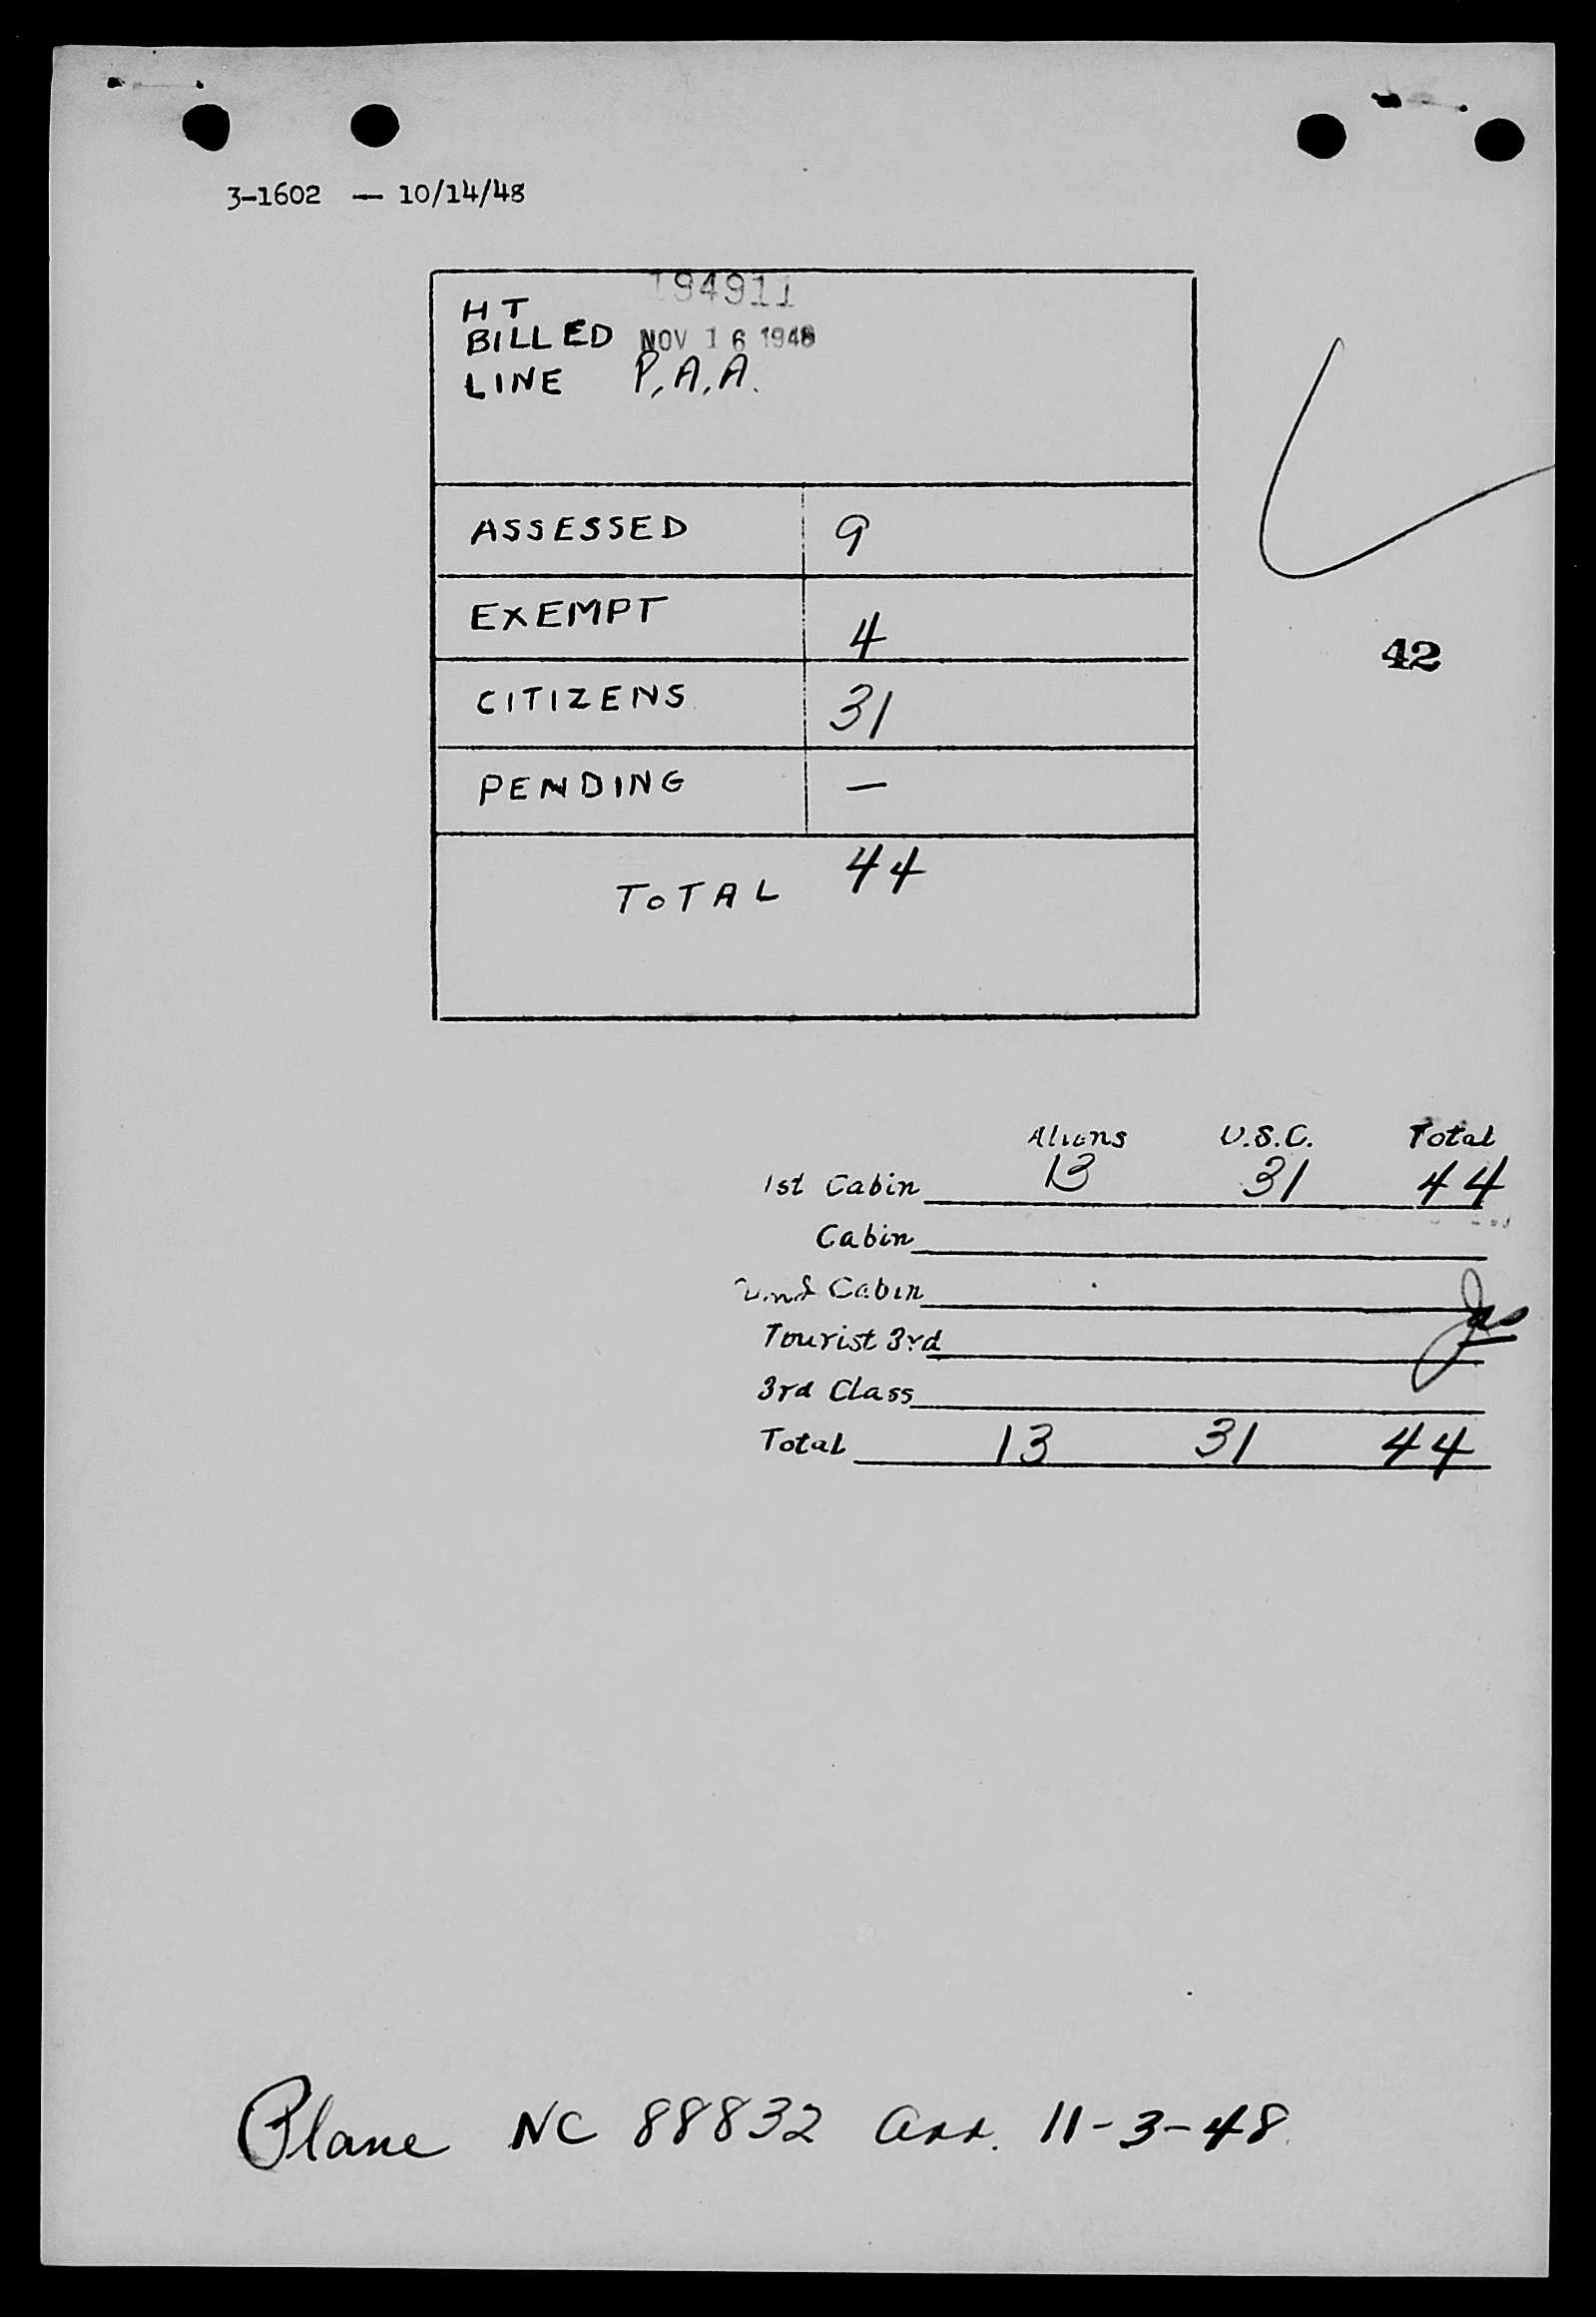 3-1602 — 10/14/48
194911
HT
BILLED NOV 16 1948
LINE P.A.A.
ASSESSED 9
EXEMPT 4
42
CITIZENS 31
PENDING —
TOTAL 44
Aliens U.S.C. Total
1st Cabin 13 31 44
Cabin
2nd Cabin
Tourist 3rd
3rd Class
Total 13 31 44
Plane NC 88832 arr. 11-3-48